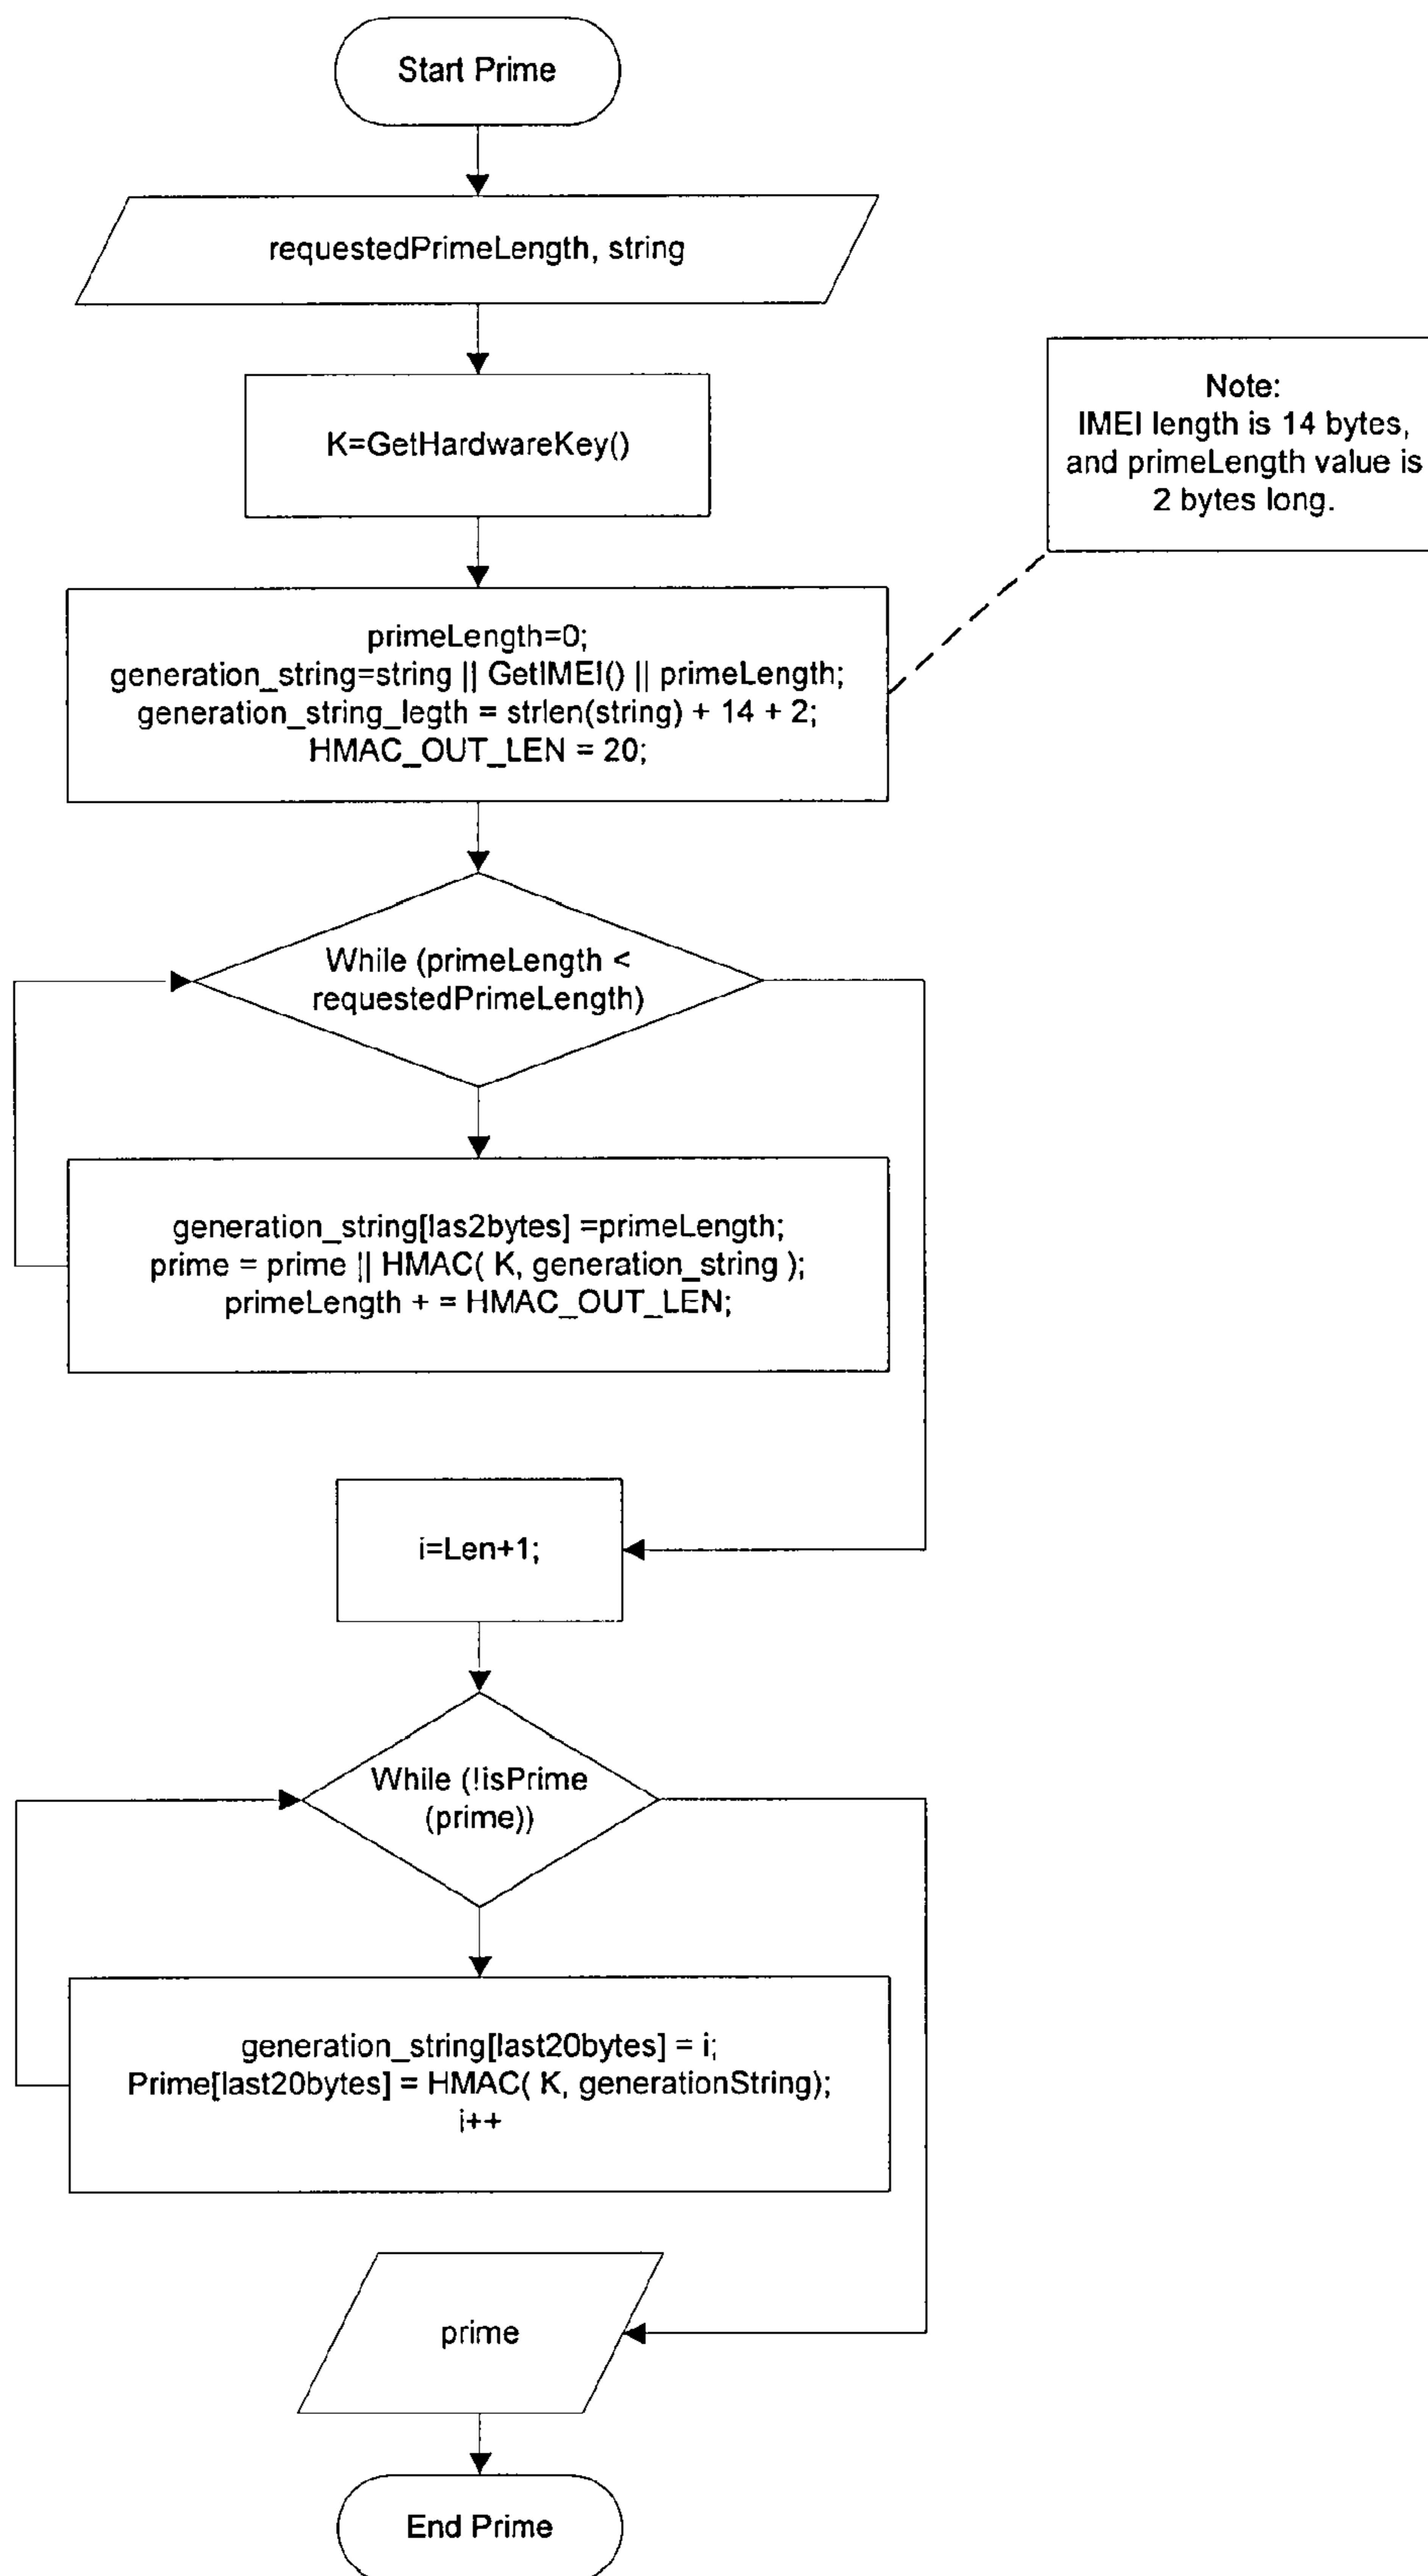 Start Prime
requestedPrimeLength, string
K=GetHardwareKey()
Note:
IMEI length is 14 bytes,
and primeLength value is
2 bytes long.
primeLength=0;
generation_string=string || GetIMEI() || primeLength;
generation_string_legth = strlen(string) + 14 + 2;
HMAC_OUT_LEN = 20;
While (primeLength <
requestedPrimeLength)
generation_string[las2bytes] =primeLength;
prime = prime || HMAC( K, generation_string );
primeLength + = HMAC_OUT_LEN;
i=Len+1;
While (!isPrime
(prime))
generation_string[last20bytes] = i;
Prime[last20bytes] = HMAC( K, generationString);
i++
prime
End Prime